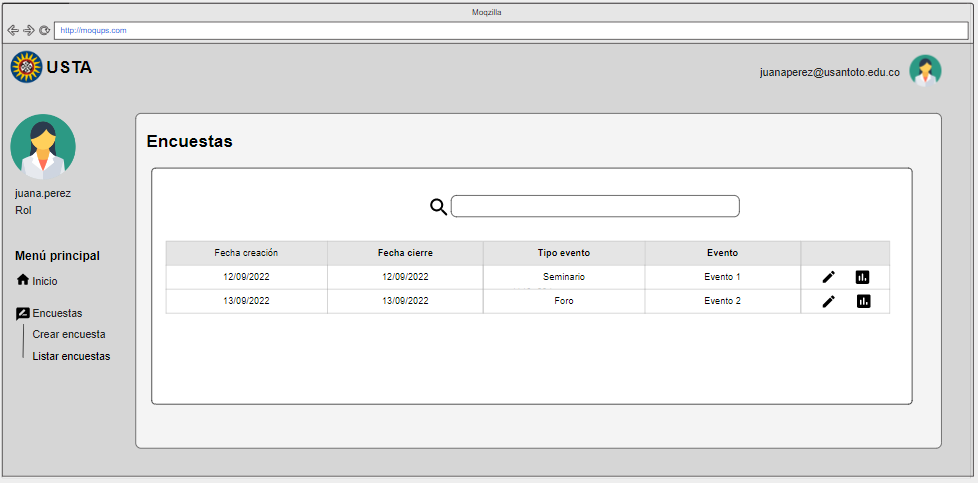 Moqzilla
http://moqups.com
USTA
juanaperez@usantoto.edu.co
juana.perez
Rol
Menú principal
Inicio
Encuestas
Crear encuesta
Listar encuestas
Encuestas
Fecha creación Fecha cierre Tipo evento Evento
12/09/2022 12/09/2022 Seminario Evento 1
13/09/2022 13/09/2022 Foro Evento 2